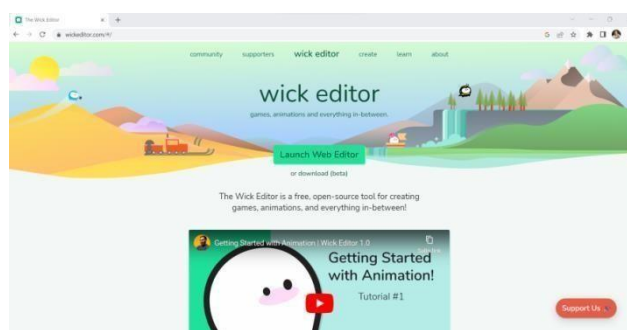 The Wick Editor
wickeditor.com/#/
community supporters wick editor create learn about
wick editor
games, animations and everything in-between.
Launch Web Editor
or download (beta)
The Wick Editor is a free, open-source tool for creating
games, animations, and everything in-between!
Getting Started with Animation | Wick Editor 1.0
Getting Started
with Animation!
Tutorial #1
Support Us